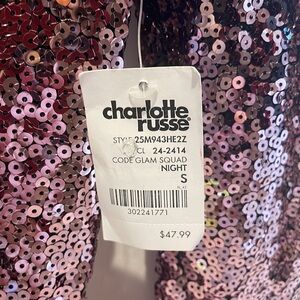 charlotte
russe
STYLE 25M943HE2Z
CL 24-2414
CODE GLAM SQUAD
NIGHT
S
302241771
$47.99